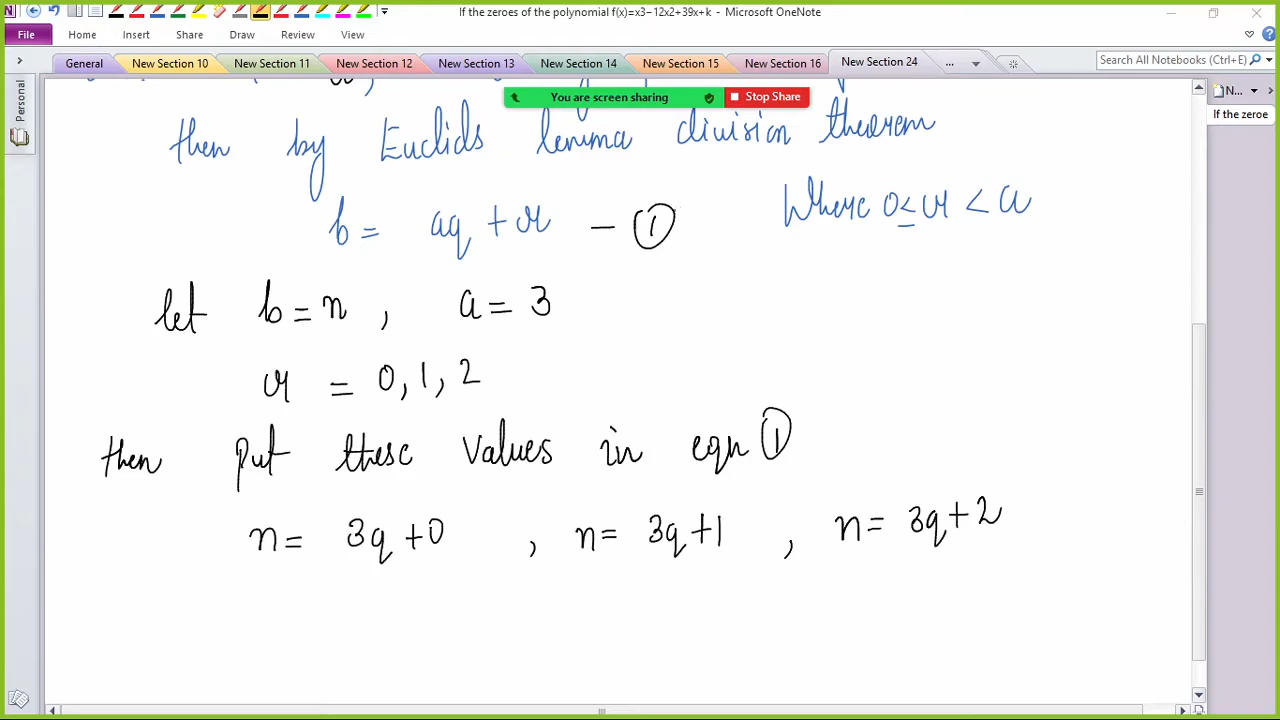 If the zeroes of the polynomial f(x)=x3−12x2+39x+k - Microsoft OneNote
File Home Insert Share Draw Review View
General New Section 10 New Section 11 New Section 12 New Section 13 New Section 14 New Section 15 New Section 16 New Section 24 ... Search All Notebooks (Ctrl+E)
Personal
You are screen sharing Stop Share
N...
If the zeroe
then by Euclids lemma division theorem
b = aq + r — ① Where 0 ≤ r < a
let b = n , a = 3
r = 0, 1, 2
then put these values in eqn ①
n = 3q + 0 , n = 3q + 1 , n = 3q + 2